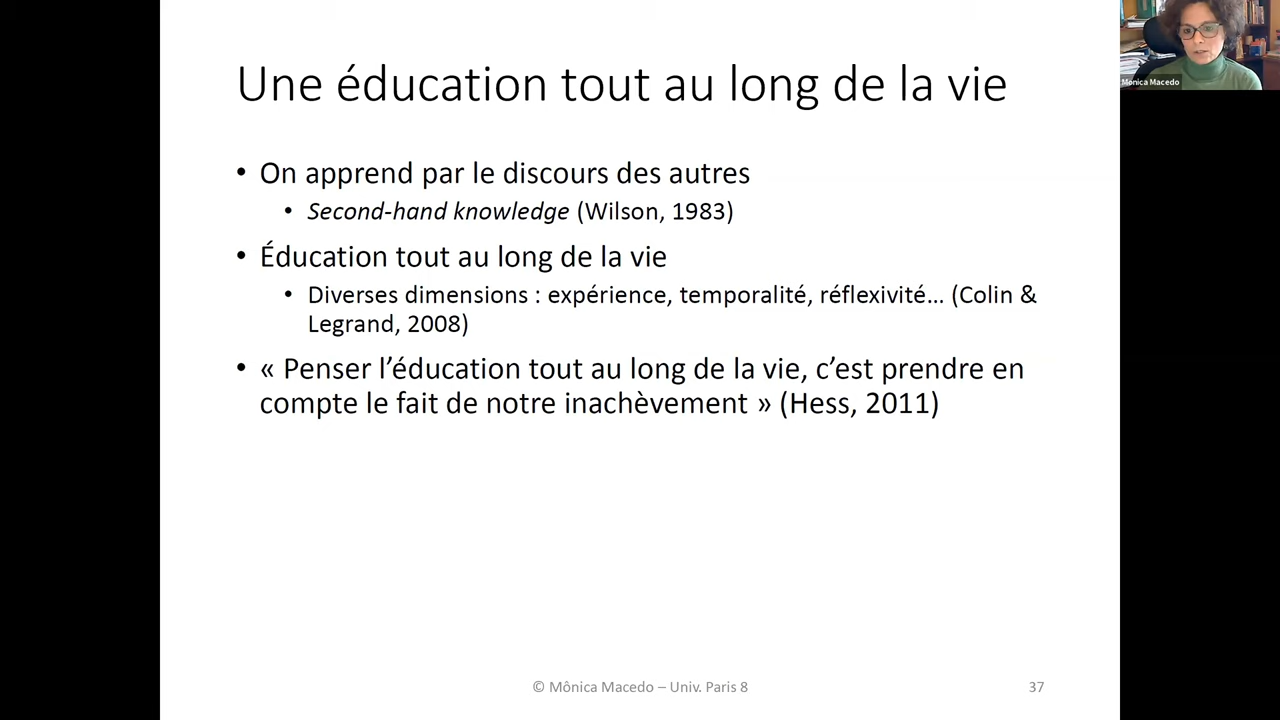 Une éducation tout au long de la vie
Monica Macedo
• On apprend par le discours des autres
• Second-hand knowledge (Wilson, 1983)
• Éducation tout au long de la vie
• Diverses dimensions : expérience, temporalité, réflexivité... (Colin &
Legrand, 2008)
• « Penser l’éducation tout au long de la vie, c’est prendre en
compte le fait de notre inachèvement » (Hess, 2011)
© Mônica Macedo – Univ. Paris 8
37